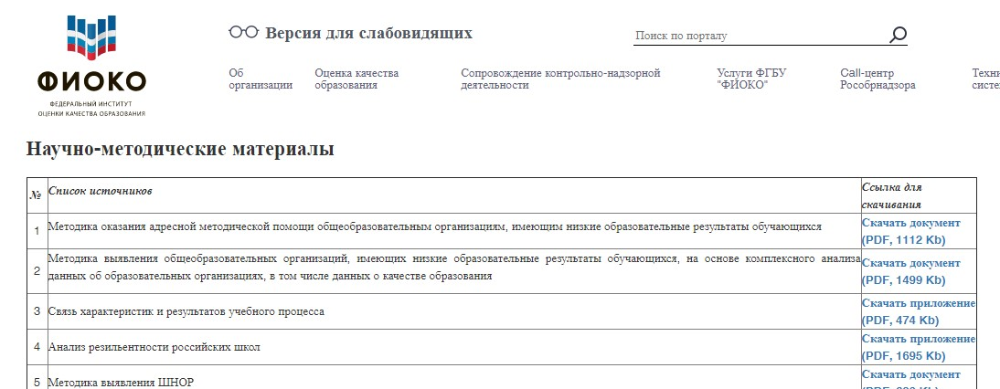 Версия для слабовидящих
Поиск по порталу
ФИОКО
ФЕДЕРАЛЬНЫЙ ИНСТИТУТ
ОЦЕНКИ КАЧЕСТВА ОБРАЗОВАНИЯ
Об
организации
Оценка качества
образования
Сопровождение контрольно-надзорной
деятельности
Услуги ФГБУ
"ФИОКО"
Call-центр
Рособрнадзора
Научно-методические материалы
№
Список источников
Ссылка для
скачивания
1
Методика оказания адресной методической помощи общеобразовательным организациям, имеющим низкие образовательные результаты обучающихся
Скачать документ
(PDF, 1112 Kb)
2
Методика выявления общеобразовательных организаций, имеющих низкие образовательные результаты обучающихся, на основе комплексного анализа
данных об образовательных организациях, в том числе данных о качестве образования
Скачать документ
(PDF, 1499 Kb)
3
Связь характеристик и результатов учебного процесса
Скачать приложение
(PDF, 474 Kb)
4
Анализ резильентности российских школ
Скачать приложение
(PDF, 1695 Kb)
5
Методика выявления ШНОР
Скачать документ